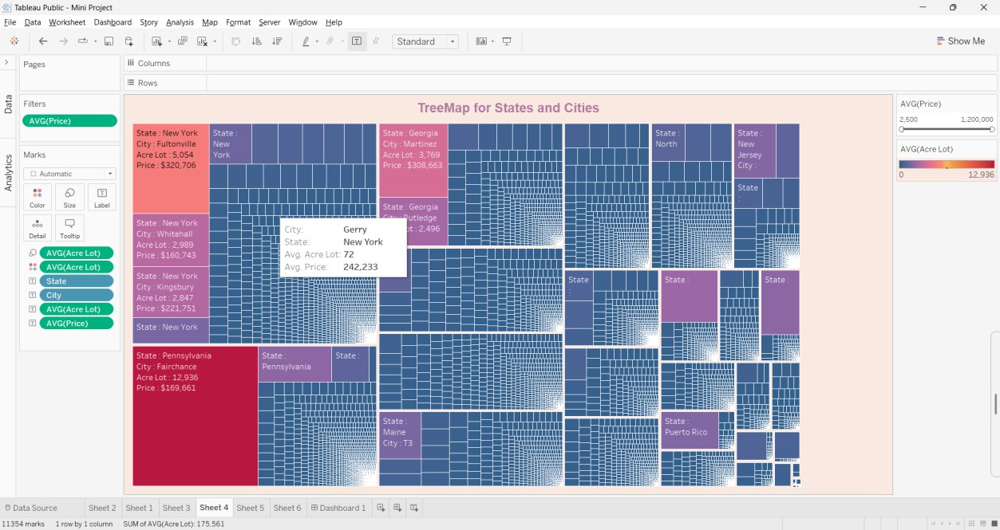 Tableau Public - Mini Project
File Data Worksheet Dashboard Story Analysis Map Format Server Window Help
Standard
Show Me
Data
Analytics
Pages
Filters
AVG(Price)
Marks
Automatic
Color Size Label
Detail Tooltip
AVG(Acre Lot)
AVG(Acre Lot)
State
City
AVG(Acre Lot)
AVG(Price)
Columns
Rows
TreeMap for States and Cities
State : New York
City : Fultonville
Acre Lot : 5,054
Price : $320,706
State : New York
City : Whitehall
Acre Lot : 2,989
Price : $160,743
State : New York
City : Kingsbury
Acre Lot : 2,847
Price : $221,751
State : New York
State :
New
York
State : Pennsylvania
City : Fairchance
Acre Lot : 12,936
Price : $169,661
State :
Pennsylvania
State :
City: Gerry
State: New York
Avg. Acre Lot: 72
Avg. Price: 242,233
State : Georgia
City : Martinez
Acre Lot : 3,769
Price : $308,663
State : Georgia
City : Rutledge
ot : 2,496
State :
Maine
City : T3
State :
North
State :
New
Jersey
City :
State
:
State
:
State :
State :
State :
Puerto Rico
AVG(Price)
2,500 1,200,000
AVG(Acre Lot)
0 12,936
Data Source Sheet 2 Sheet 1 Sheet 3 Sheet 4 Sheet 5 Sheet 6 Dashboard 1
11354 marks 1 row by 1 column SUM of AVG(Acre Lot): 175,561